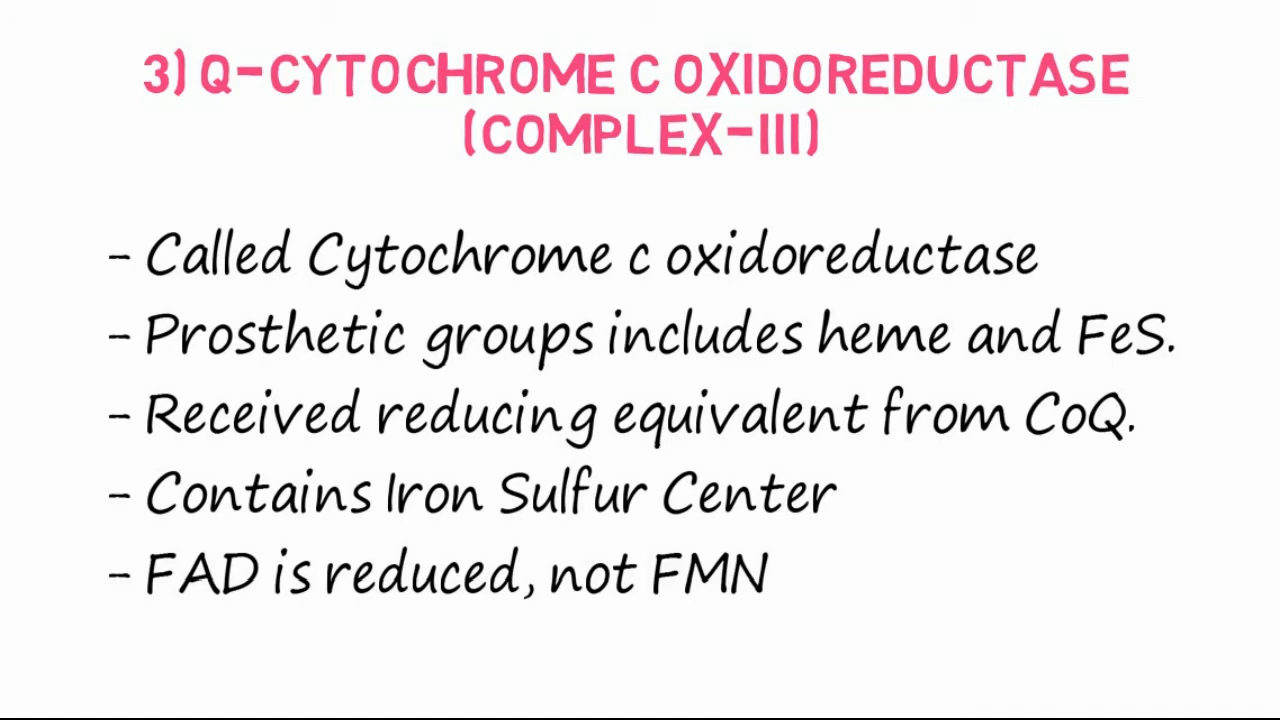 3) Q-CYTOCHROME C OXIDOREDUCTASE
(COMPLEX-III)
- Called Cytochrome c oxidoreductase
- Prosthetic groups includes heme and FeS.
- Received reducing equivalent from CoQ.
- Contains Iron Sulfur Center
- FAD is reduced, not FMN